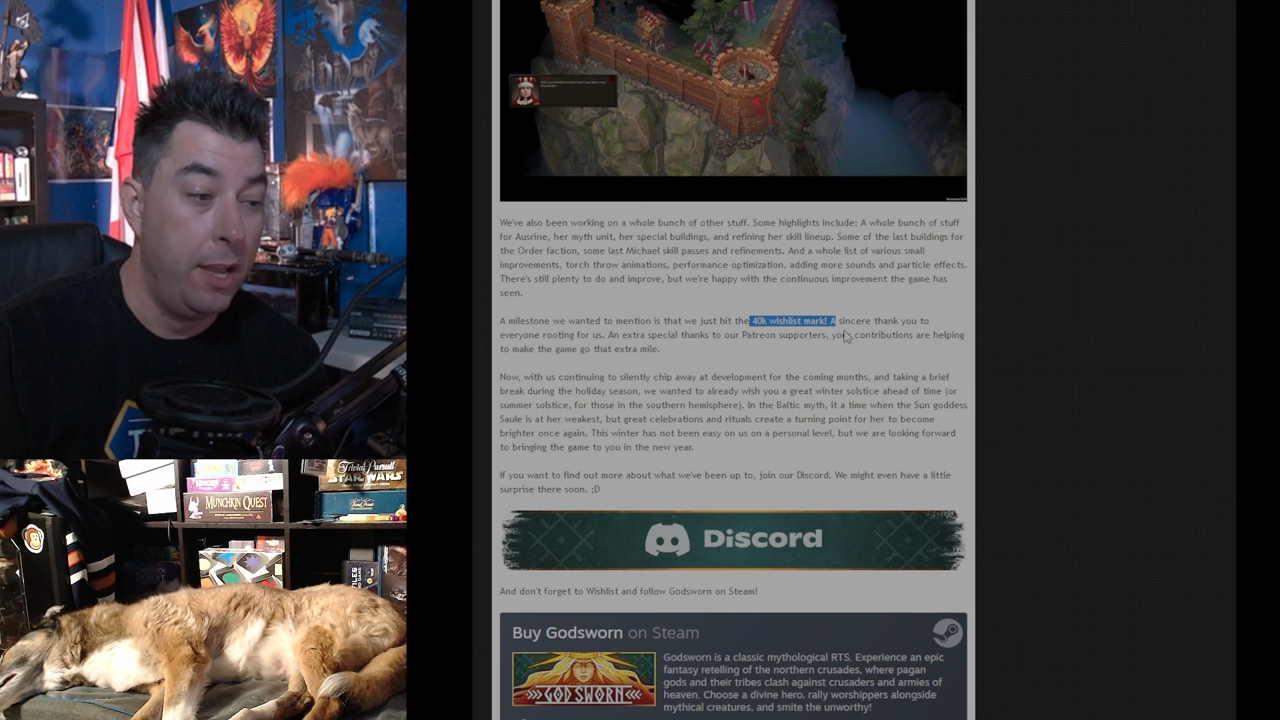 We've also been working on a whole bunch of other stuff. Some highlights include: A whole bunch of stuff
for Ausrine, her myth unit, her special buildings, and refining her skill lineup. Some of the last buildings for
the Order faction, some last Michael skill passes and refinements. And a whole list of various small
improvements, torch throw animations, performance optimization, adding more sounds and particle effects.
There's still plenty to do and improve, but we're happy with the continuous improvement the game has
seen.
A milestone we wanted to mention is that we just hit the 40k wishlist mark! A sincere thank you to
everyone rooting for us. An extra special thanks to our Patreon supporters, your contributions are helping
to make the game go that extra mile.
Now, with us continuing to silently chip away at development for the coming months, and taking a brief
break during the holiday season, we wanted to already wish you a great winter solstice ahead of time (or
summer solstice, for those in the southern hemisphere). In the Baltic myth, it a time when the Sun goddess
Saule is at her weakest, but great celebrations and rituals create a turning point for her to become
brighter once again. This winter has not been easy on us on a personal level, but we are looking forward
to bringing the game to you in the new year.
If you want to find out more about what we've been up to, join our Discord. We might even have a little
surprise there soon. ;D
Discord
And don't forget to Wishlist and follow Godsworn on Steam!
Buy Godsworn on Steam
Godsworn is a classic mythological RTS. Experience an epic
fantasy retelling of the northern crusades, where pagan
gods and their tribes clash against crusaders and armies of
heaven. Choose a divine hero, rally worshippers alongside
mythical creatures, and smite the unworthy!
GODSWORN
Trivial Pursuit
STAR WARS
MUNCHKIN QUEST